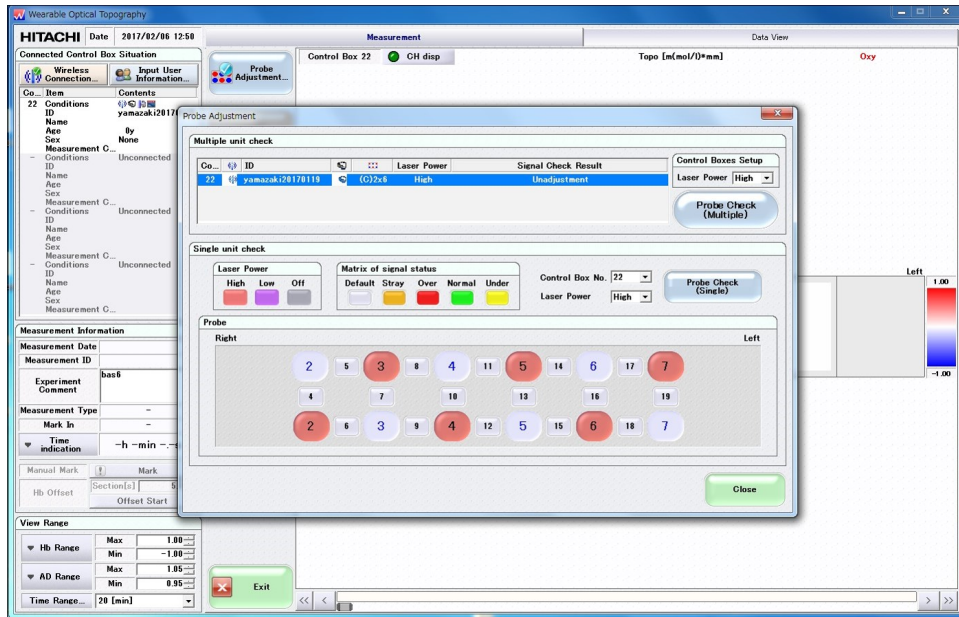 Wearable Optical Topography
HITACHI Date 2017/02/06 12:50
Measurement Data View
Connected Control Box Situation
Wireless Connection...
Input User Information...
Probe Adjustment...
Control Box 22 CH disp Topo [m(mol/l)*mm] Oxy
Co... Item Contents
22 Conditions
ID yamazaki2017
Name
Age 0y
Sex None
Measurement C...
- Conditions Unconnected
ID
Name
Age
Sex
Measurement C...
- Conditions Unconnected
ID
Name
Age
Sex
Measurement C...
- Conditions Unconnected
ID
Name
Age
Sex
Measurement C...
Measurement Information
Measurement Date
Measurement ID
Experiment Comment bas6
Measurement Type -
Mark In -
Time indication -h -min -.-s
Manual Mark ! Mark
Hb Offset Section[s] 5
Offset Start
View Range
Hb Range Max 1.00
Min -1.00
AD Range Max 1.05
Min 0.95
Time Range... 20 [min]
Exit
<< < > >>
Left
1.00
-1.00
Probe Adjustment
Multiple unit check
Co... ID Laser Power Signal Check Result
22 yamazaki20170119 (C)2x6 High Unadjustment
Control Boxes Setup
Laser Power High
Probe Check (Multiple)
Single unit check
Laser Power
High Low Off
Matrix of signal status
Default Stray Over Normal Under
Control Box No. 22
Laser Power High
Probe Check (Single)
Probe
Right Left
2 5 3 8 4 11 5 14 6 17 7
4 7 10 13 16 19
2 6 3 9 4 12 5 15 6 18 7
Close